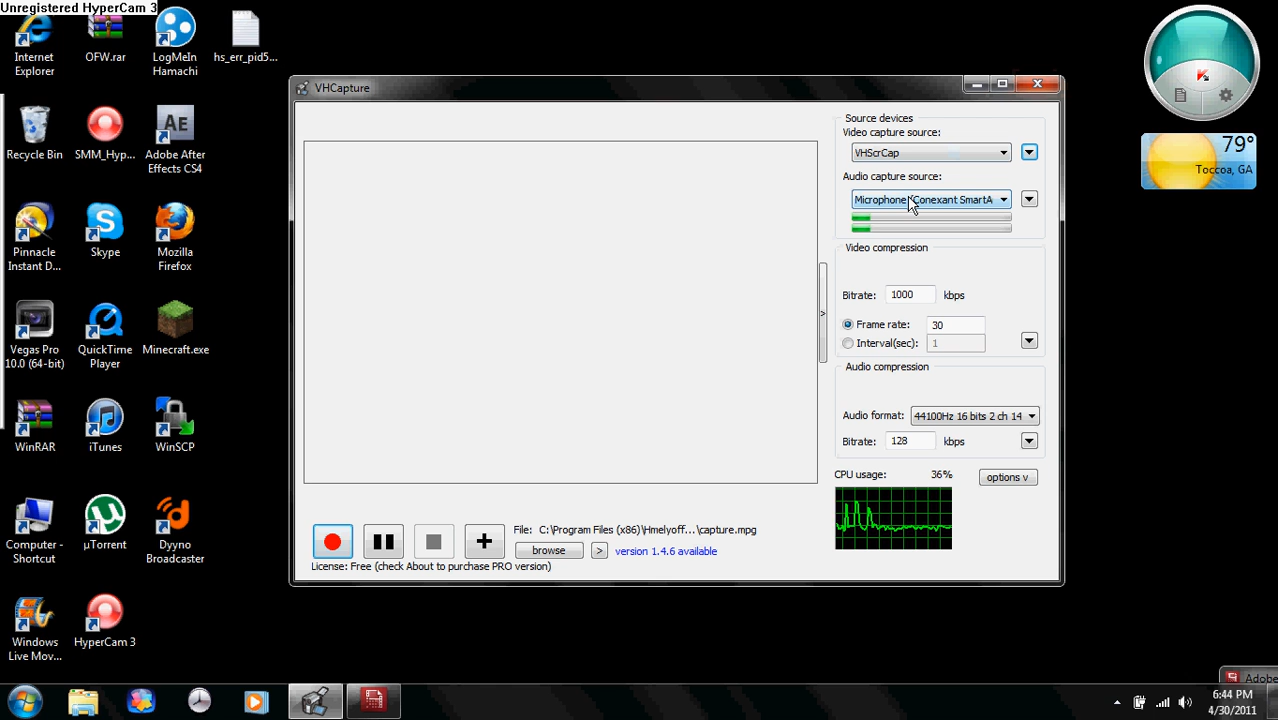 Unregistered HyperCam 3
Internet
Explorer
OFW.rar
LogMeIn
Hamachi
hs_err_pid5...
Recycle Bin
SMM_Hyp...
Adobe After
Effects CS4
Pinnacle
Instant D...
Skype
Mozilla
Firefox
Vegas Pro
10.0 (64-bit)
QuickTime
Player
Minecraft.exe
WinRAR
iTunes
WinSCP
Computer -
Shortcut
µTorrent
Dyyno
Broadcaster
Windows
Live Mov...
HyperCam 3
VHCapture
Source devices
Video capture source:
VHScrCap
Audio capture source:
Microphone (Conexant SmartA
Video compression
Bitrate: 1000 kbps
Frame rate: 30
Interval(sec): 1
Audio compression
Audio format: 44100Hz 16 bits 2 ch 14
Bitrate: 128 kbps
CPU usage: 36%
options v
>
File: C:\Program Files (x86)\Hmelyoff...\capture.mpg
browse > version 1.4.6 available
License: Free (check About to purchase PRO version)
79°
Toccoa, GA
Adobe
6:44 PM
4/30/2011